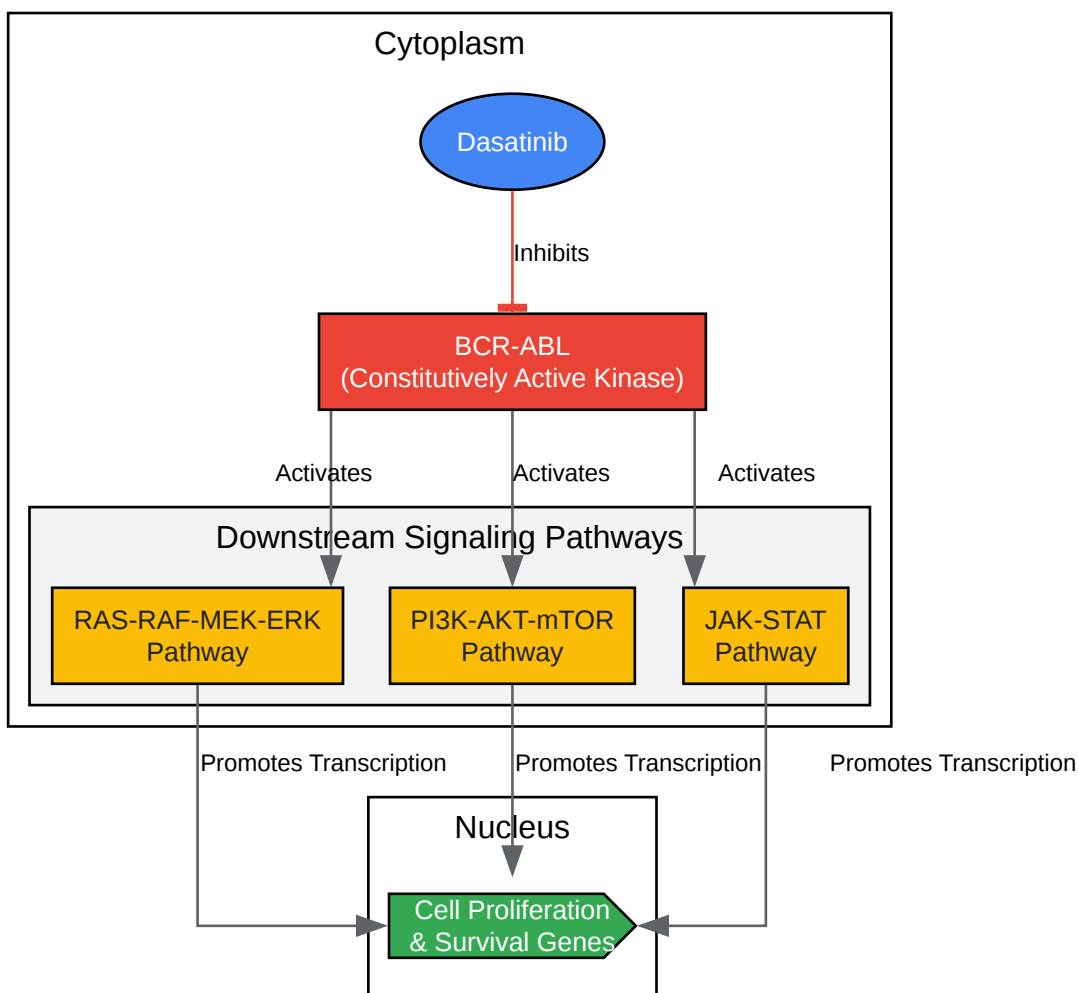 Cytoplasm
Dasatinib
Inhibits
BCR-ABL
(Constitutively Active Kinase)
Activates
Activates
Activates
Downstream Signaling Pathways
RAS-RAF-MEK-ERK
Pathway
PI3K-AKT-mTOR
Pathway
JAK-STAT
Pathway
Promotes Transcription
Promotes Transcription
Promotes Transcription
Nucleus
Cell Proliferation
& Survival Genes